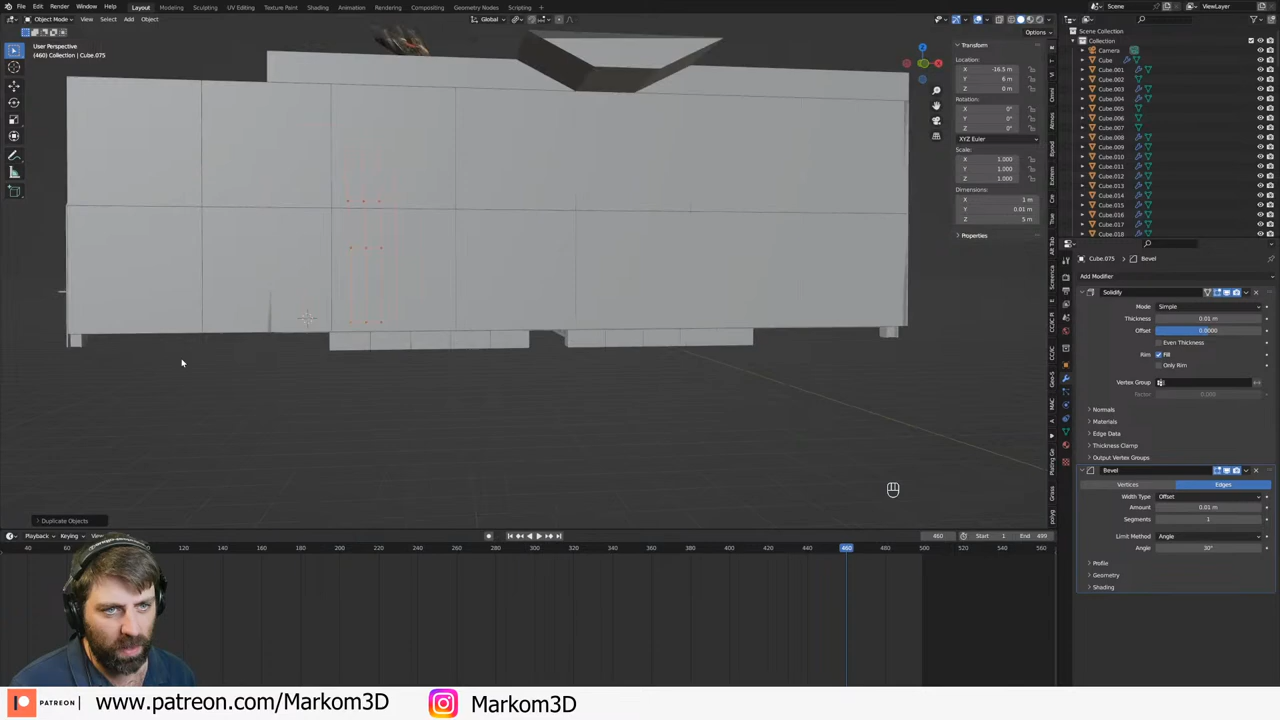 File Edit Render Window Help Layout Modeling Sculpting UV Editing Texture Paint Shading Animation Rendering Compositing Geometry Nodes Scripting Scene ViewLayer
Object Mode View Select Add Object Global
Options
User Perspective
(460) Collection | Cube.075
Transform
Location:
X -16.5 m
Y 6 m
Z 0 m
Rotation:
X 0°
Y 0°
Z 0°
XYZ Euler
Scale:
X 1.000
Y 1.000
Z 1.000
Dimensions:
X 1 m
Y 0.01 m
Z 5 m
Properties
Scene Collection
Collection
Camera
Cube
Cube.001
Cube.002
Cube.003
Cube.004
Cube.005
Cube.006
Cube.007
Cube.008
Cube.009
Cube.010
Cube.011
Cube.012
Cube.013
Cube.014
Cube.015
Cube.016
Cube.017
Cube.018
Cube.075 Bevel
Add Modifier
Solidify
Mode Simple
Thickness 0.01 m
Offset 0.0000
Even Thickness
Rim Fill
Only Rim
Vertex Group
Factor 0.000
Normals
Materials
Edge Data
Thickness Clamp
Output Vertex Groups
Bevel
Vertices Edges
Width Type Offset
Amount 0.01 m
Segments 1
Limit Method Angle
Angle 30°
Profile
Geometry
Shading
Duplicate Objects
Playback Keying View 460 Start 1 End 499
40 120 140 160 180 200 220 240 260 280 300 320 340 360 380 400 420 440 460 480 500 520 540 560
PATREON www.patreon.com/Markom3D Markom3D